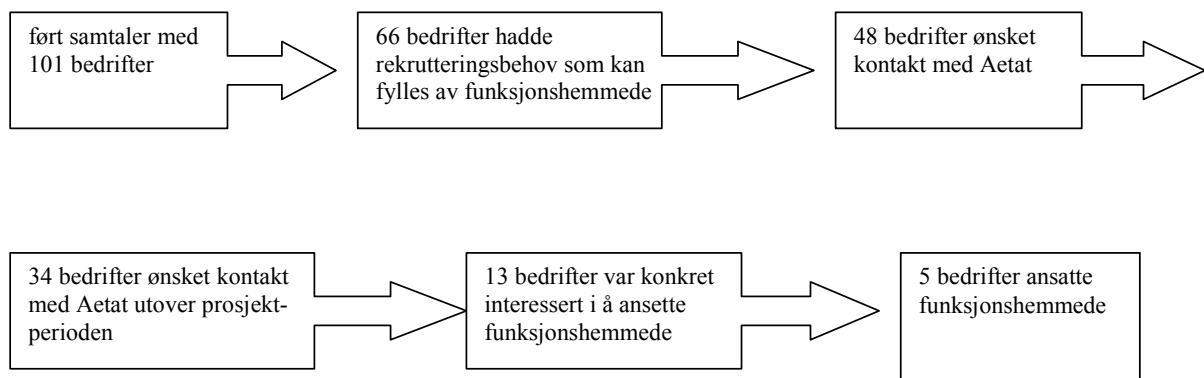 ført samtaler med
101 bedrifter
66 bedrifter hadde
rekrutteringsbehov som kan
fylles av funksjonshemmede
48 bedrifter ønsket
kontakt med Aetat
34 bedrifter ønsket kontakt
med Aetat utover prosjekt-
perioden
13 bedrifter var konkret
interessert i å ansette
funksjonshemmede
5 bedrifter ansatte
funksjonshemmede